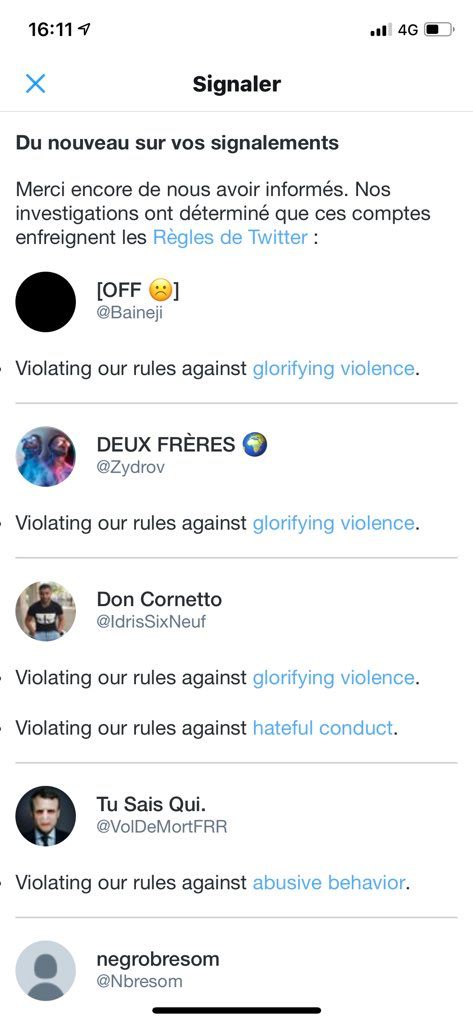 16:11 4G
Signaler
Du nouveau sur vos signalements
Merci encore de nous avoir informés. Nos
investigations ont déterminé que ces comptes
enfreignent les Règles de Twitter :
[OFF ☹️]
@Baineji
• Violating our rules against glorifying violence.
DEUX FRÈRES 🌍
@Zydrov
• Violating our rules against glorifying violence.
Don Cornetto
@IdrisSixNeuf
• Violating our rules against glorifying violence.
• Violating our rules against hateful conduct.
Tu Sais Qui.
@VolDeMortFRR
• Violating our rules against abusive behavior.
negrobresom
@Nbresom